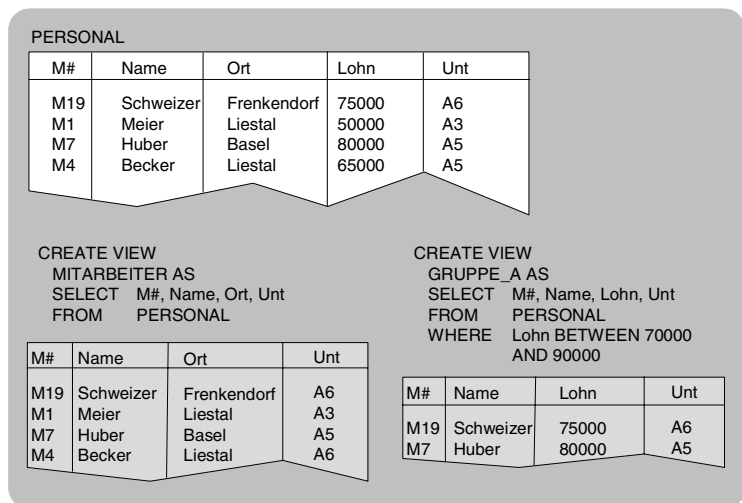 PERSONAL
M# Name Ort Lohn Unt
M19 Schweizer Frenkendorf 75000 A6
M1 Meier Liestal 50000 A3
M7 Huber Basel 80000 A5
M4 Becker Liestal 65000 A5
CREATE VIEW
MITARBEITER AS
SELECT M#, Name, Ort, Unt
FROM PERSONAL
M# Name Ort Unt
M19 Schweizer Frenkendorf A6
M1 Meier Liestal A3
M7 Huber Basel A5
M4 Becker Liestal A6
CREATE VIEW
GRUPPE_A AS
SELECT M#, Name, Lohn, Unt
FROM PERSONAL
WHERE Lohn BETWEEN 70000
AND 90000
M# Name Lohn Unt
M19 Schweizer 75000 A6
M7 Huber 80000 A5